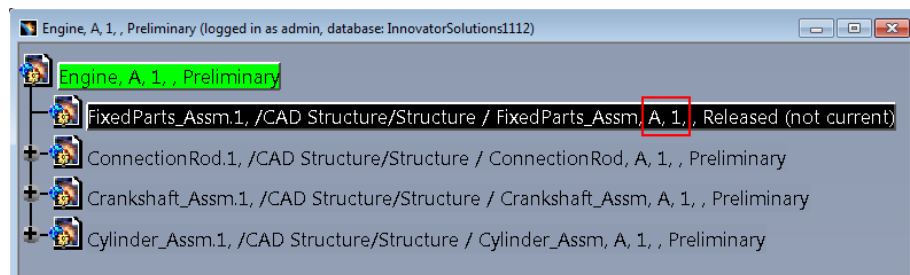 Engine, A, 1, , Preliminary (logged in as admin, database: InnovatorSolutions1112)
Engine, A, 1, , Preliminary
FixedParts_Assm.1, /CAD Structure/Structure / FixedParts_Assm, A, 1, , Released (not current)
ConnectionRod.1, /CAD Structure/Structure / ConnectionRod, A, 1, , Preliminary
Crankshaft_Assm.1, /CAD Structure/Structure / Crankshaft_Assm, A, 1, , Preliminary
Cylinder_Assm.1, /CAD Structure/Structure / Cylinder_Assm, A, 1, , Preliminary